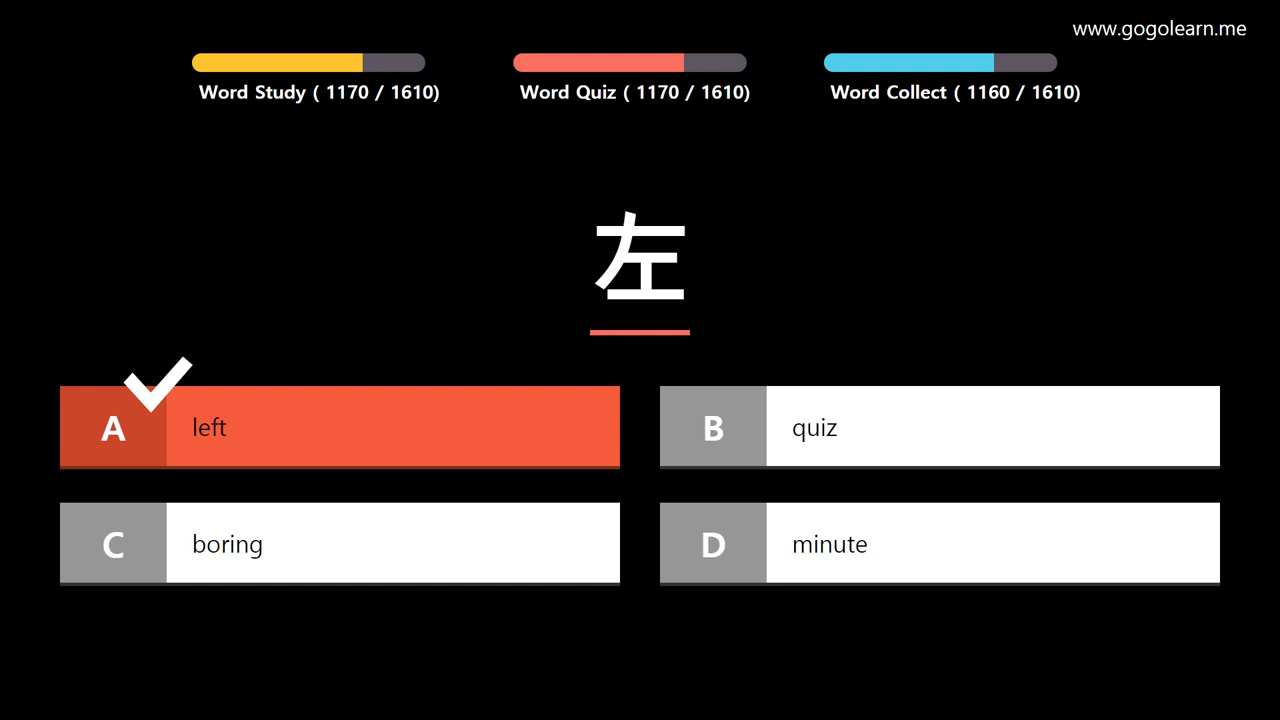 www.gogolearn.me
Word Study ( 1170 / 1610)
Word Quiz ( 1170 / 1610)
Word Collect ( 1160 / 1610)
左
A left
B quiz
C boring
D minute